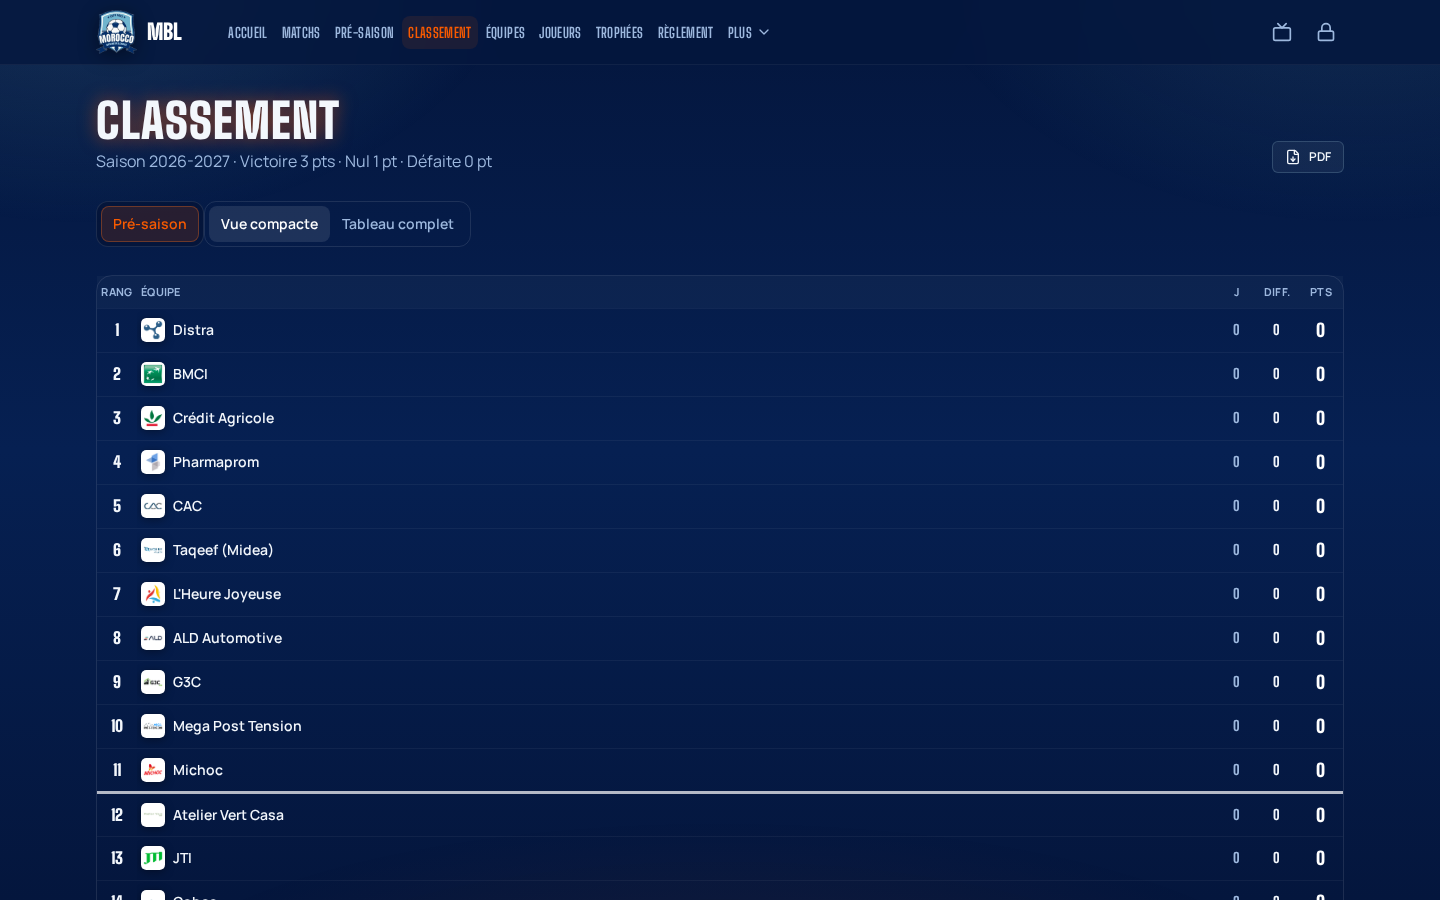 MOROCCO
MBL
ACCUEIL MATCHS PRÉ-SAISON CLASSEMENT ÉQUIPES JOUEURS TROPHÉES RÈGLEMENT PLUS
CLASSEMENT
Saison 2026-2027 · Victoire 3 pts · Nul 1 pt · Défaite 0 pt
PDF
Pré-saison Vue compacte Tableau complet
RANG ÉQUIPE J DIFF. PTS
1 Distra 0 0 0
2 BMCI 0 0 0
3 Crédit Agricole 0 0 0
4 Pharmaprom 0 0 0
5 CAC 0 0 0
6 Taqeef (Midea) 0 0 0
7 L'Heure Joyeuse 0 0 0
8 ALD ALD Automotive 0 0 0
9 G3C G3C 0 0 0
10 Mega Post Tension 0 0 0
11 Michoc 0 0 0
12 Atelier Vert Casa 0 0 0
13 JTI JTI 0 0 0